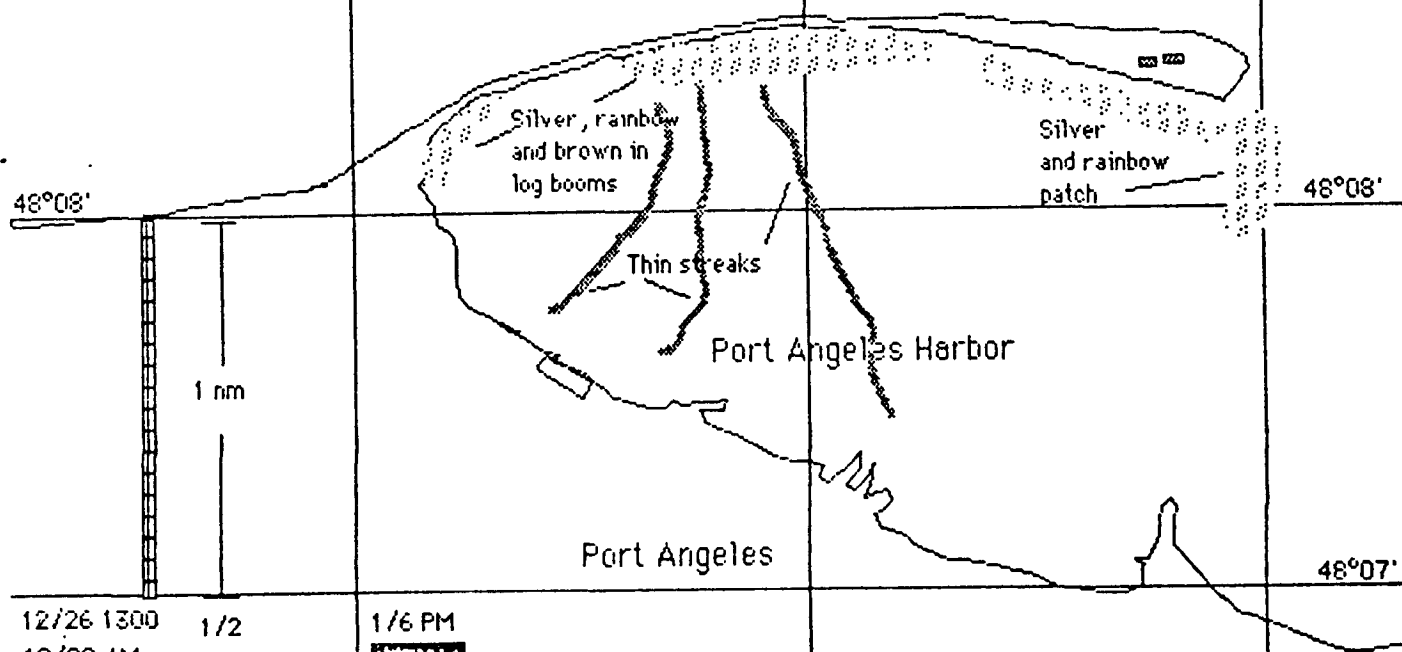 Silver, rainbow
and brown in
log booms
Silver
and rainbow
patch
48°08'
48°08'
Thin streaks
Port Angeles Harbor
1 nm
Port Angeles
48°07'
12/26 1300
1/2
1/6 PM